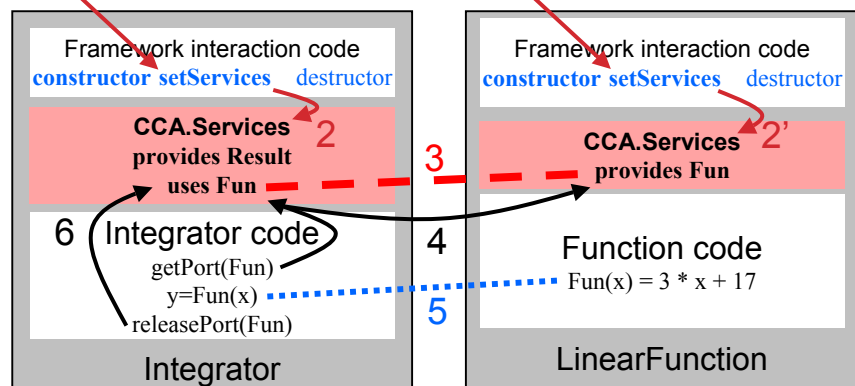 Framework interaction code
constructor setServices destructor
CCA.Services
provides Result
uses Fun
2
6
Integrator code
getPort(Fun)
y=Fun(x)
releasePort(Fun)
Integrator
3
4
5
Framework interaction code
constructor setServices destructor
CCA.Services
provides Fun
2’
Function code
Fun(x) = 3 * x + 17
LinearFunction